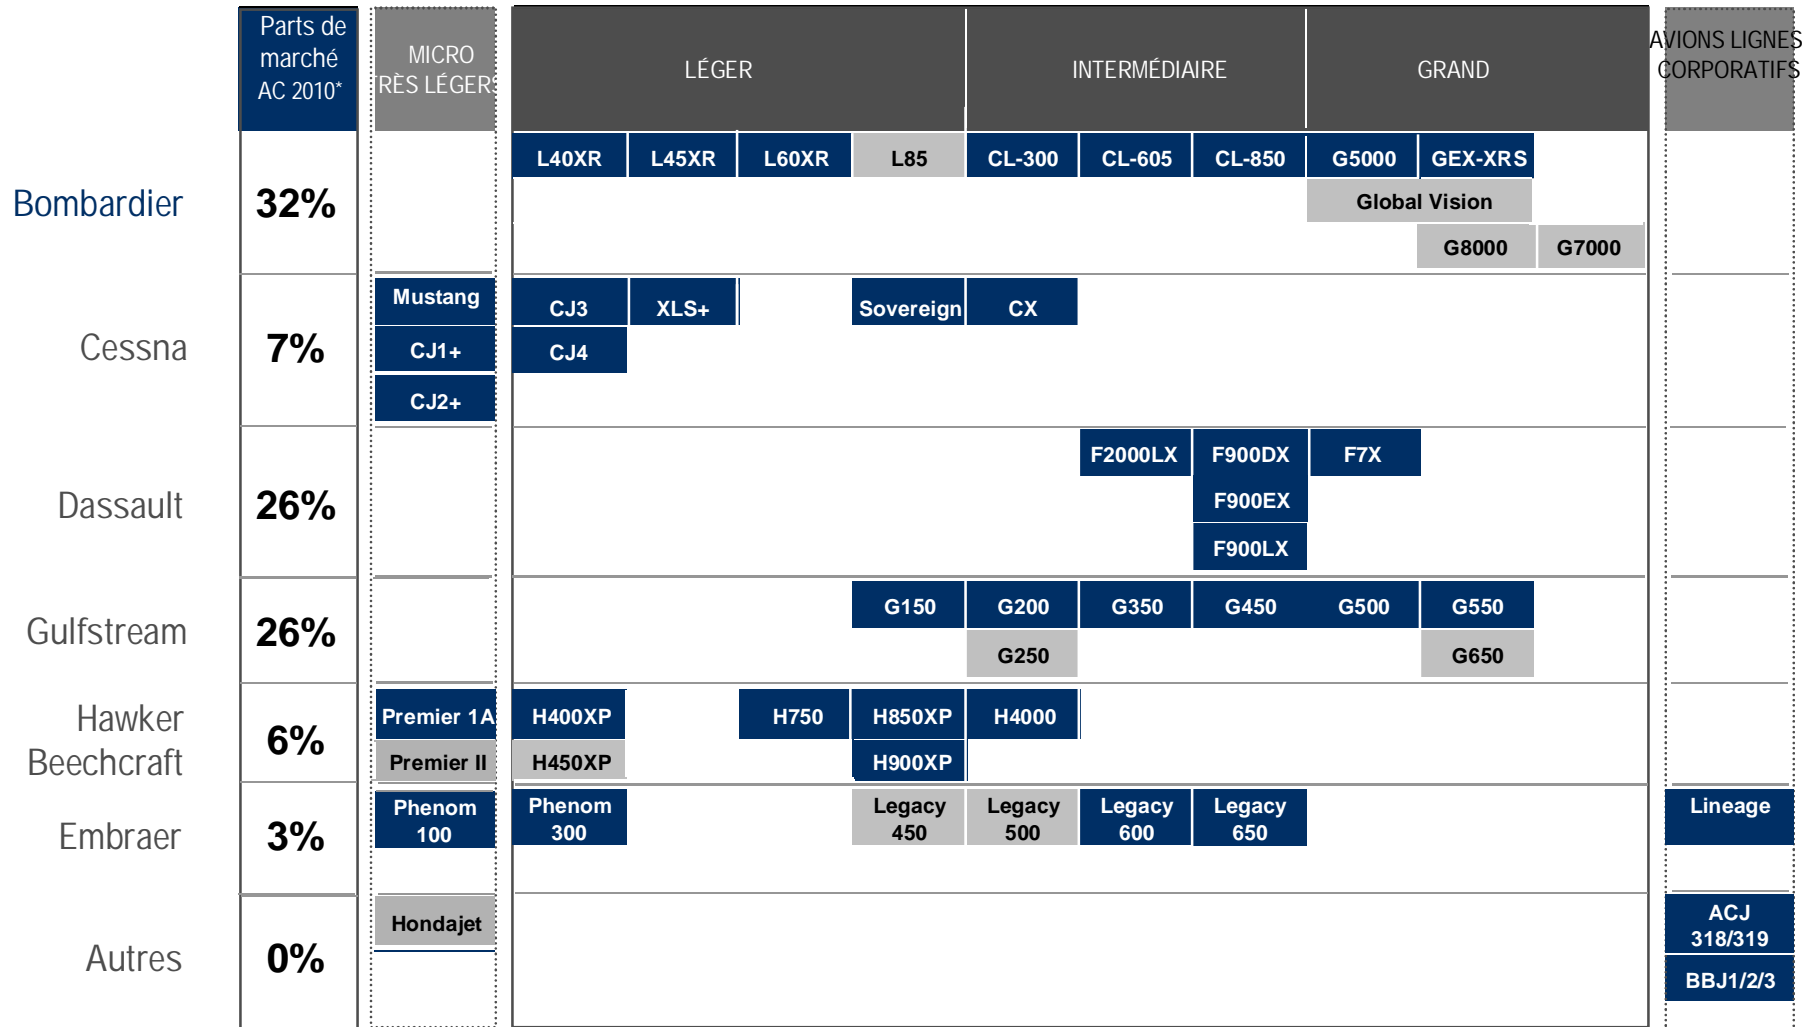 Parts de
marché
AC 2010*
MICRO
TRÈS LÉGERS
LÉGER
INTERMÉDIAIRE
GRAND
AVIONS LIGNES
CORPORATIFS
Bombardier
32%
L40XR
L45XR
L60XR
L85
CL-300
CL-605
CL-850
G5000
GEX-XRS
Global Vision
G8000
G7000
Cessna
7%
Mustang
CJ3
XLS+
Sovereign
CX
CJ1+
CJ4
CJ2+
Dassault
26%
F2000LX
F900DX
F7X
F900EX
F900LX
Gulfstream
26%
G150
G200
G350
G450
G500
G550
G250
G650
Hawker
Beechcraft
6%
Premier 1A
H400XP
H750
H850XP
H4000
Premier II
H450XP
H900XP
Embraer
3%
Phenom
100
Phenom
300
Legacy
450
Legacy
500
Legacy
600
Legacy
650
Lineage
Autres
0%
Hondajet
ACJ
318/319
BBJ1/2/3